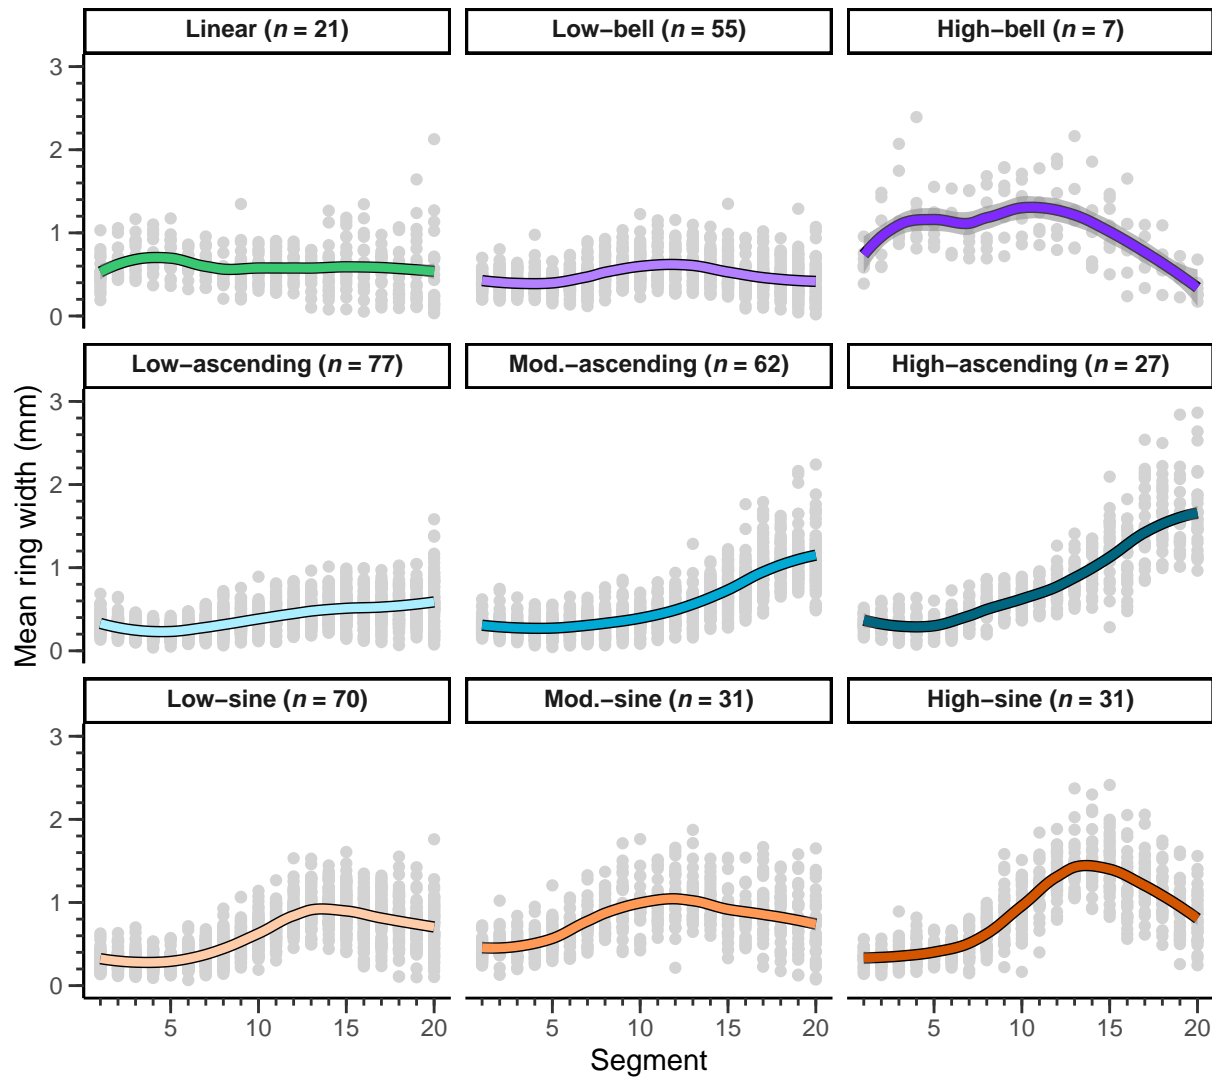 Linear (n = 21)
Low−bell (n = 55)
High−bell (n = 7)
3
2
1
0
Low−ascending (n = 77)
Mod.−ascending (n = 62)
High−ascending (n = 27)
3
2
1
0
Mean ring width (mm)
Low−sine (n = 70)
Mod.−sine (n = 31)
High−sine (n = 31)
3
2
1
0
5 10 15 20
5 10 15 20
5 10 15 20
Segment